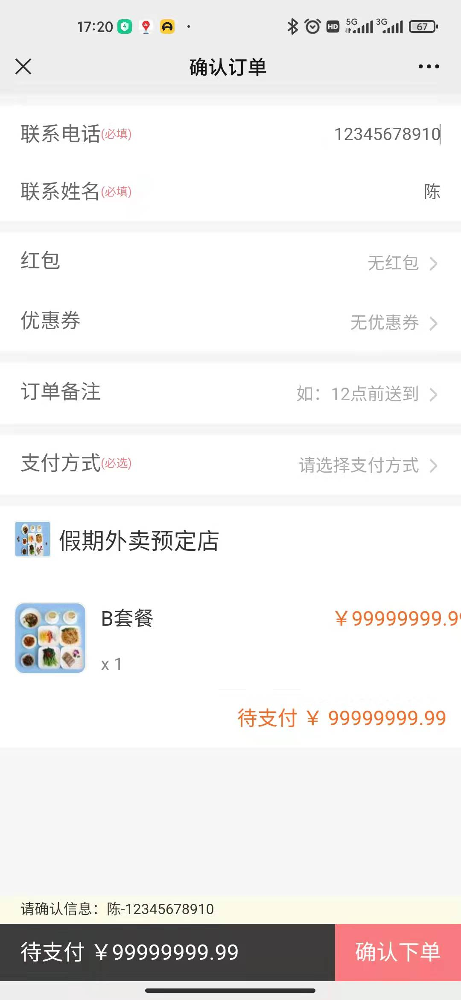 17:20 du HD 5G 3G 67
确认订单
联系电话(必填) 12345678910
联系姓名(必填) 陈
红包 无红包
优惠券 无优惠券
订单备注 如：12点前送到
支付方式(必选) 请选择支付方式
假期外卖预定店
B套餐 ￥99999999.9
x 1
待支付 ￥ 99999999.99
请确认信息：陈-12345678910
待支付 ￥99999999.99 确认下单